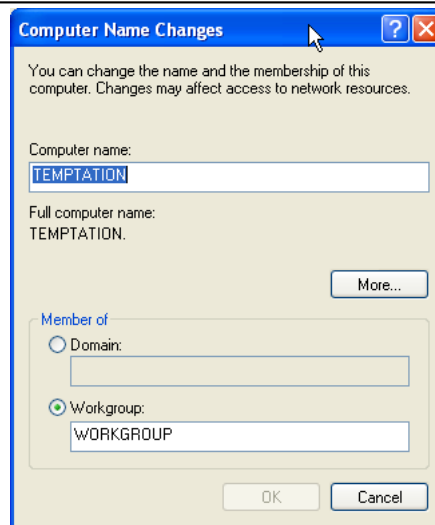 Computer Name Changes
You can change the name and the membership of this
computer. Changes may affect access to network resources.
Computer name:
TEMPTATION
Full computer name:
TEMPTATION.
More...
Member of
Domain:
Workgroup:
WORKGROUP
OK
Cancel